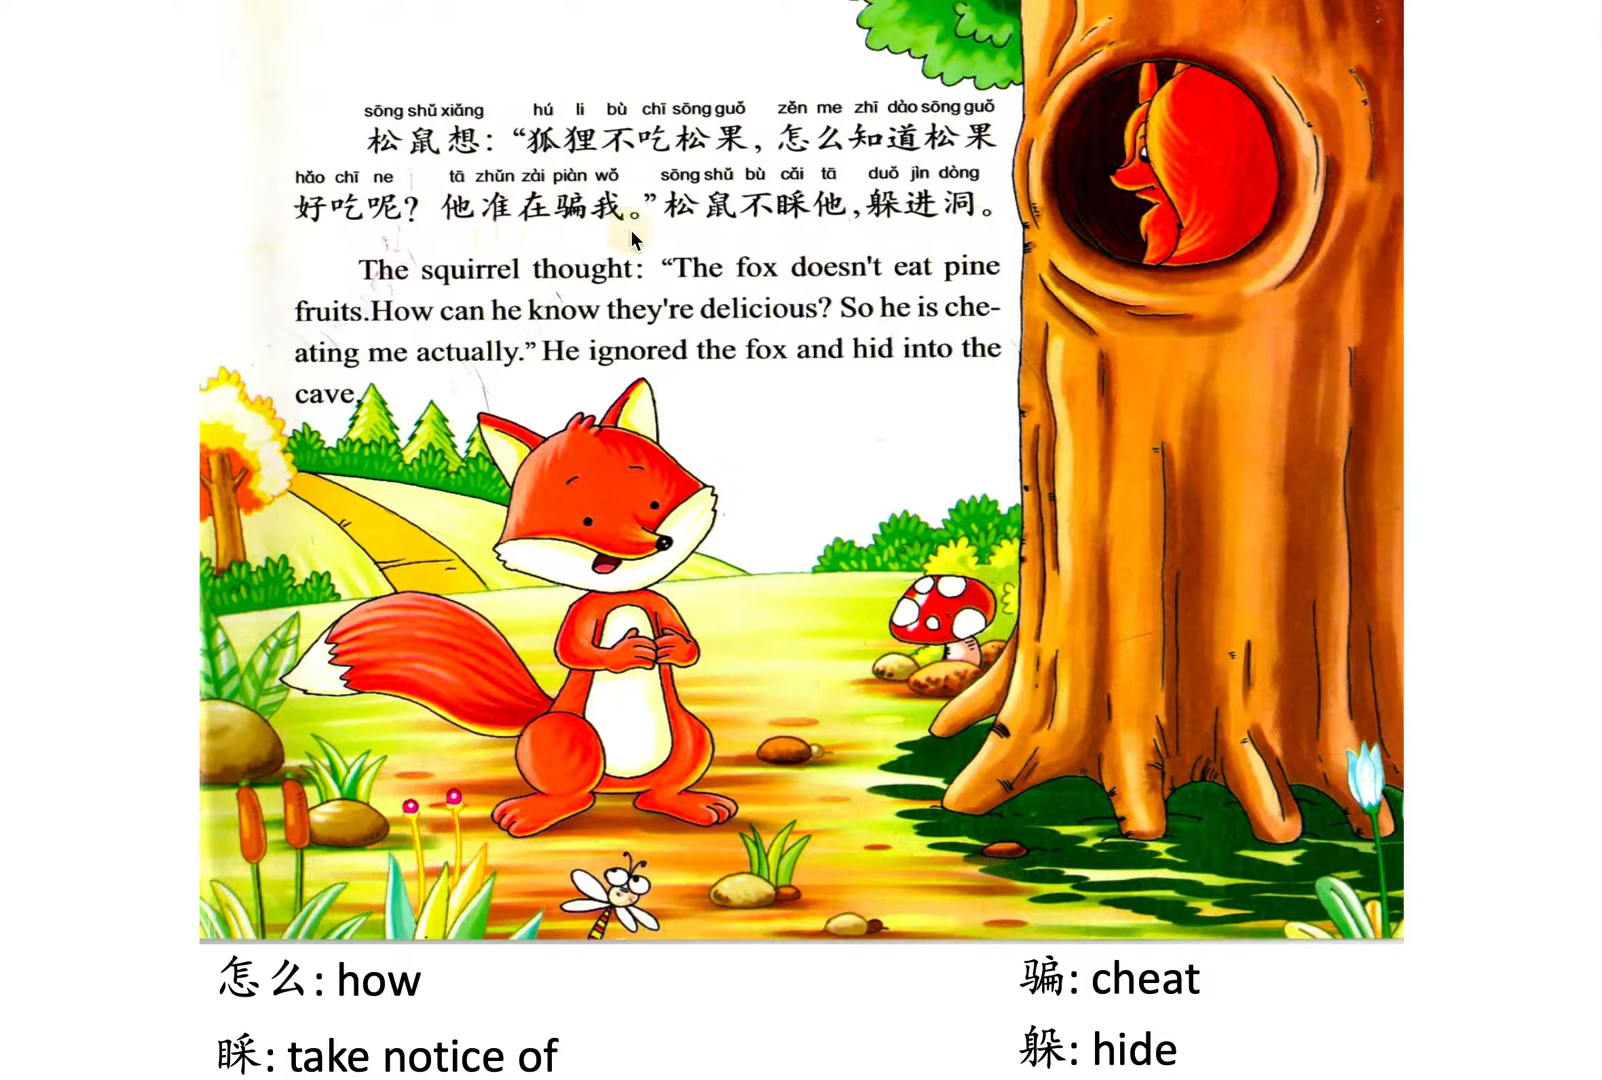 sōng shǔ xiǎng hú li bù chī sōng guǒ zěn me zhī dào sōng guǒ
松鼠想：“狐狸不吃松果，怎么知道松果
hǎo chī ne tā zhǔn zài piàn wǒ sōng shǔ bù cǎi tā duǒ jìn dòng
好吃呢？他准在骗我。”松鼠不睬他，躲进洞。
The squirrel thought: “The fox doesn't eat pine
fruits.How can he know they're delicious? So he is che-
ating me actually.” He ignored the fox and hid into the
cave.
怎么: how
骗: cheat
睬: take notice of
躲: hide